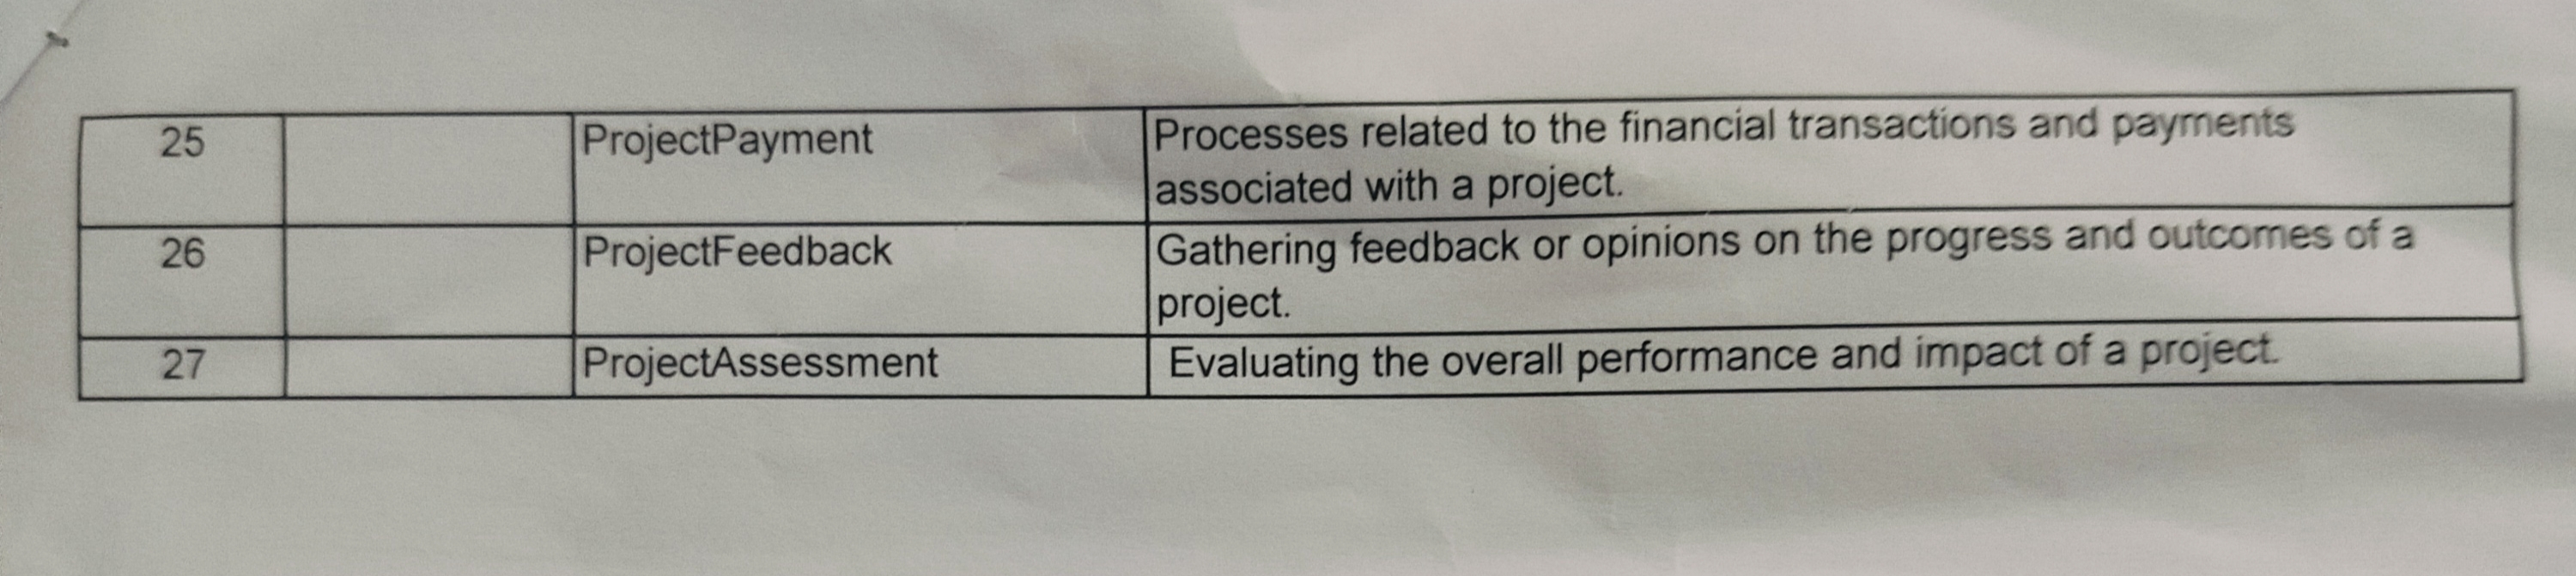 25 ProjectPayment Processes related to the financial transactions and payments
associated with a project.
26 ProjectFeedback Gathering feedback or opinions on the progress and outcomes of a
project.
27 ProjectAssessment Evaluating the overall performance and impact of a project.